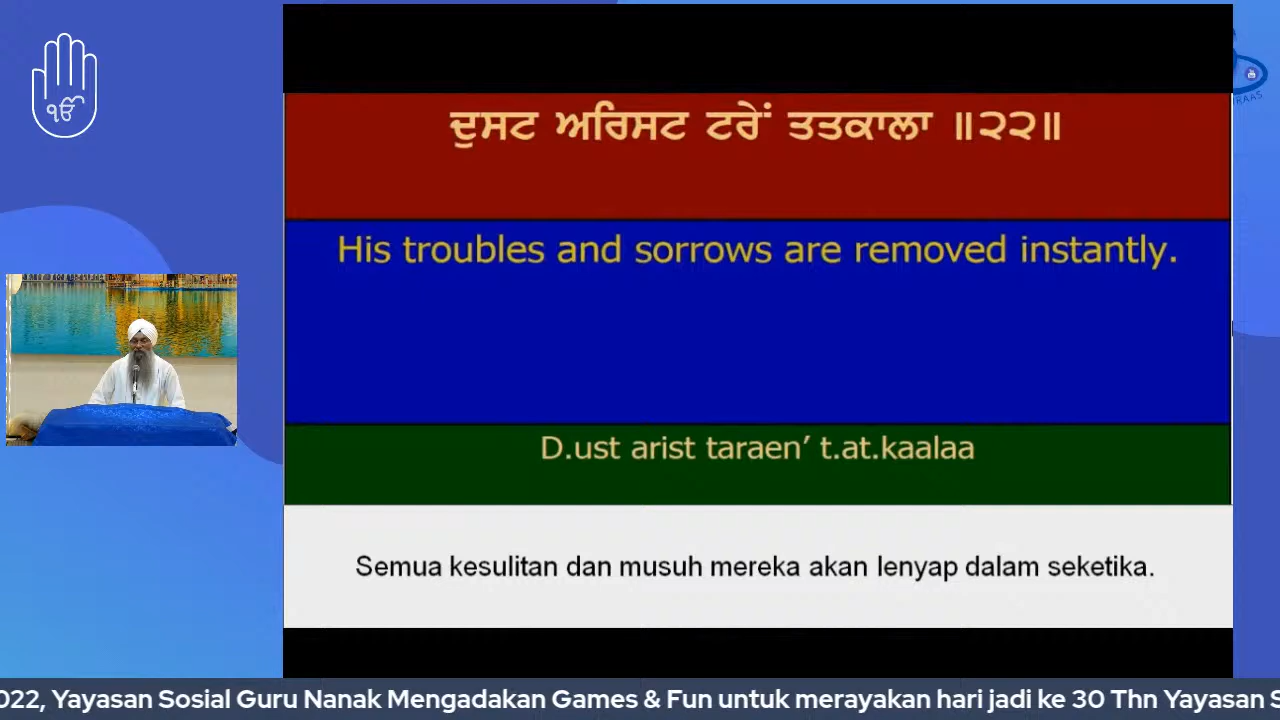 ੴ
RAAS
ਦੁਸਟ ਅਰਿਸਟ ਟਰੇਂ ਤਤਕਾਲਾ ॥੨੨॥
His troubles and sorrows are removed instantly.
D.ust arist taraen’ t.at.kaalaa
Semua kesulitan dan musuh mereka akan lenyap dalam seketika.
022, Yayasan Sosial Guru Nanak Mengadakan Games & Fun untuk merayakan hari jadi ke 30 Thn Yayasan S